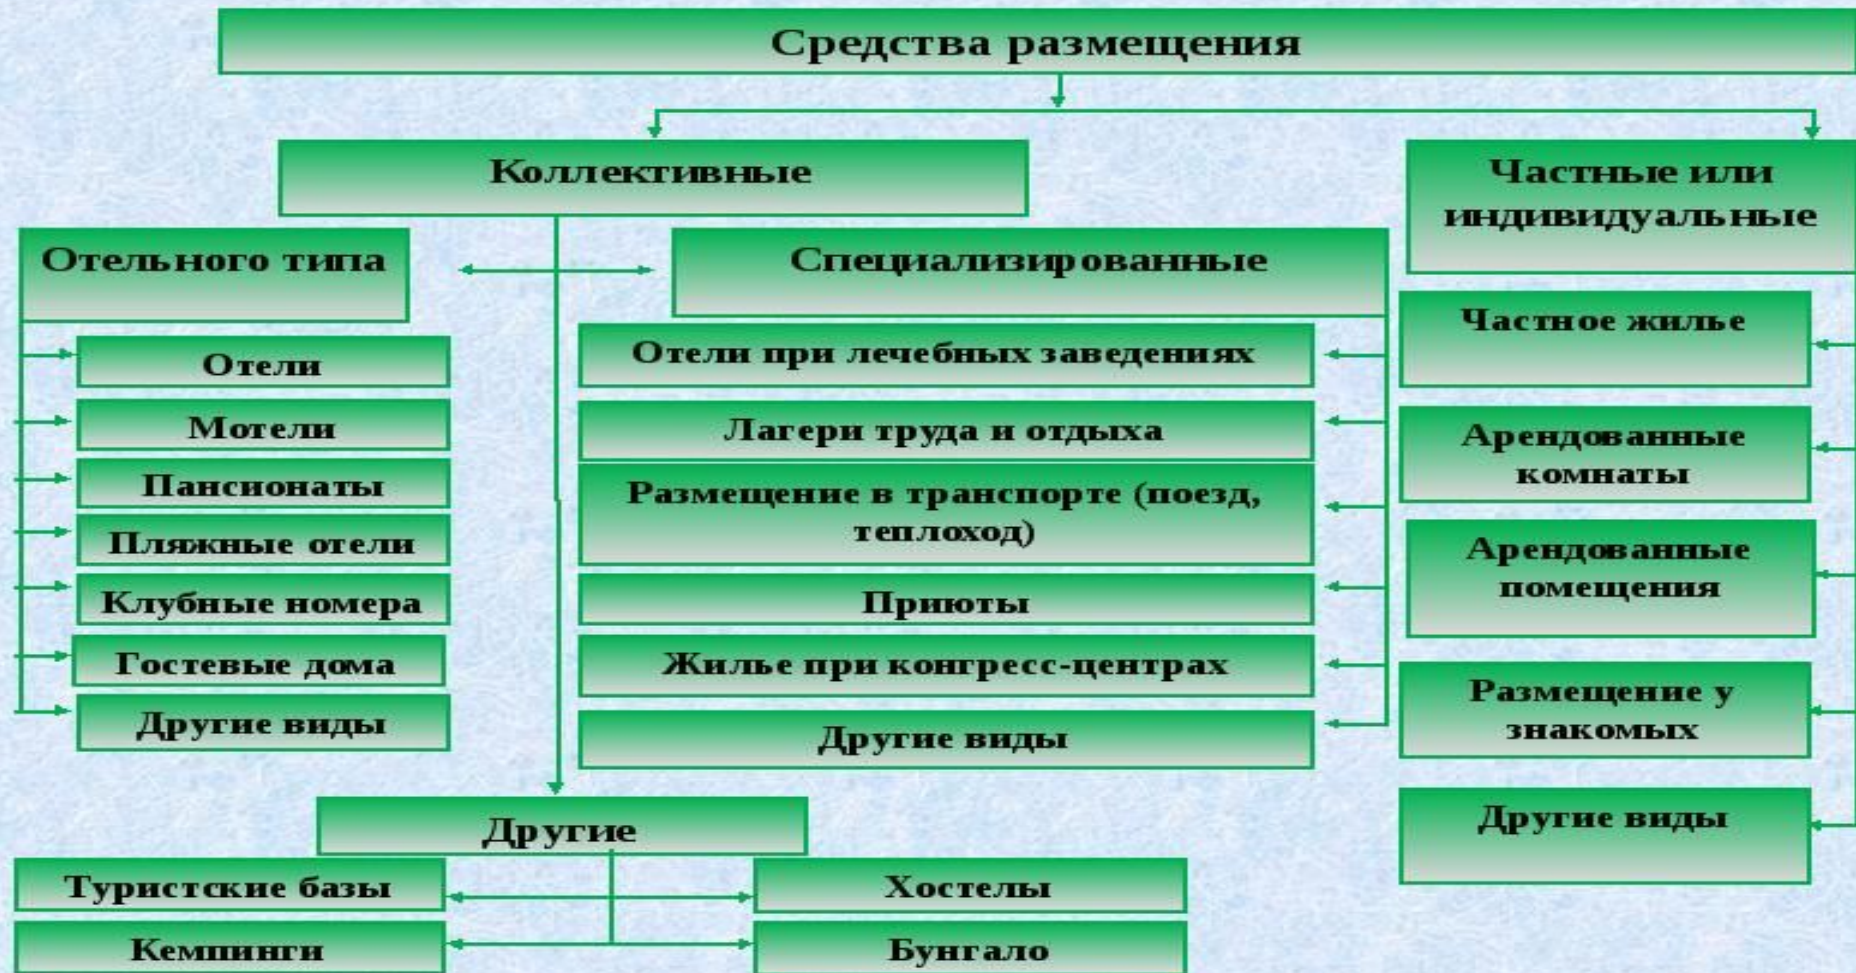 Средства размещения
Коллективные
Частные или
индивидуальные
Отельного типа
Отели
Мотели
Пансионаты
Пляжные отели
Клубные номера
Гостевые дома
Другие виды
Специализированные
Отели при лечебных заведениях
Лагери труда и отдыха
Размещение в транспорте (поезд,
теплоход)
Приюты
Жилье при конгресс-центрах
Другие виды
Частное жилье
Арендованные
комнаты
Арендованные
помещения
Размещение у
знакомых
Другие виды
Другие
Туристские базы
Хостелы
Кемпинги
Бунгало